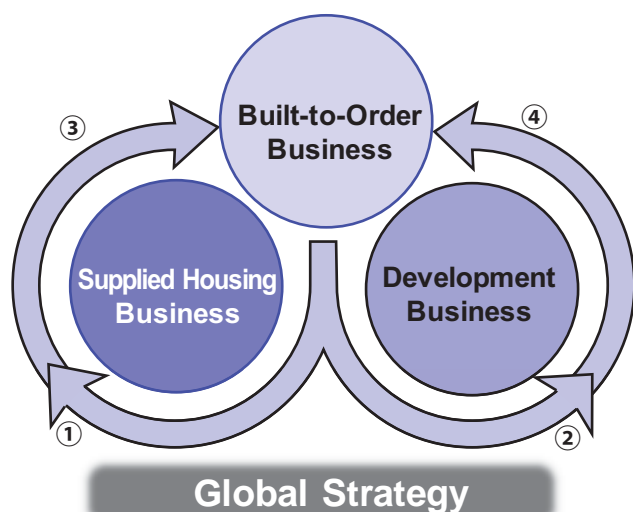 ③
④
Built-to-Order
Business
Supplied Housing
Business
Development
Business
①
②
Global Strategy